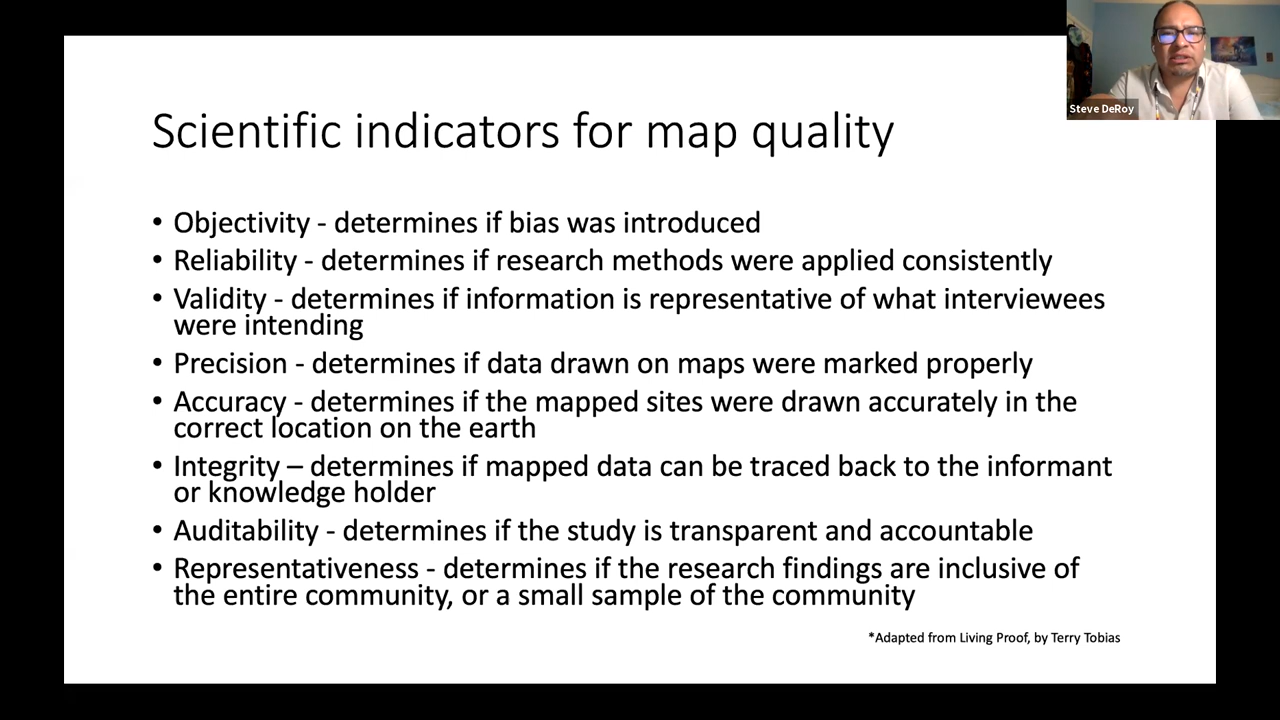 Steve DeRoy
Scientific indicators for map quality
• Objectivity - determines if bias was introduced
• Reliability - determines if research methods were applied consistently
• Validity - determines if information is representative of what interviewees
were intending
• Precision - determines if data drawn on maps were marked properly
• Accuracy - determines if the mapped sites were drawn accurately in the
correct location on the earth
• Integrity – determines if mapped data can be traced back to the informant
or knowledge holder
• Auditability - determines if the study is transparent and accountable
• Representativeness - determines if the research findings are inclusive of
the entire community, or a small sample of the community
*Adapted from Living Proof, by Terry Tobias